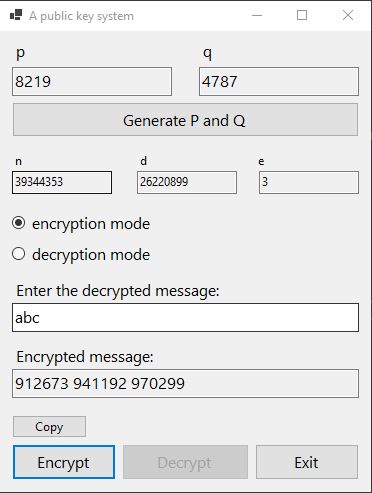 A public key system
p q
8219 4787
Generate P and Q
n d e
39344353 26220899 3
encryption mode
decryption mode
Enter the decrypted message:
abc
Encrypted message:
912673 941192 970299
Copy
Encrypt Decrypt Exit